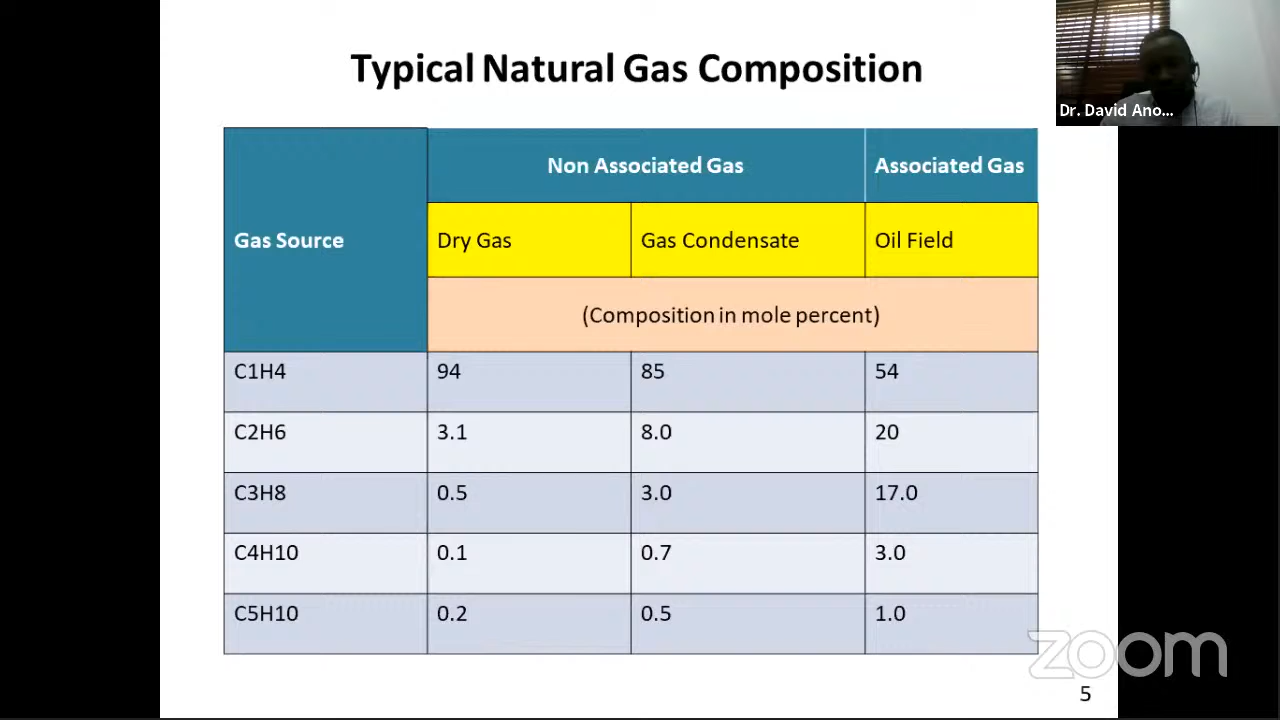 Typical Natural Gas Composition
Dr. David Ano...
Gas Source
Non Associated Gas
Associated Gas
Dry Gas
Gas Condensate
Oil Field
(Composition in mole percent)
C1H4
94
85
54
C2H6
3.1
8.0
20
C3H8
0.5
3.0
17.0
C4H10
0.1
0.7
3.0
C5H10
0.2
0.5
1.0
zoom
5